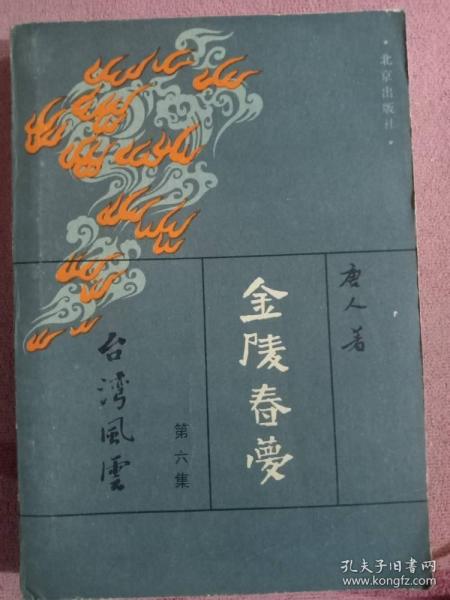 ·北京出版社·
唐人著
金陵春夢
第六集
台湾風雲
孔夫子旧书网
www.kongfz.com